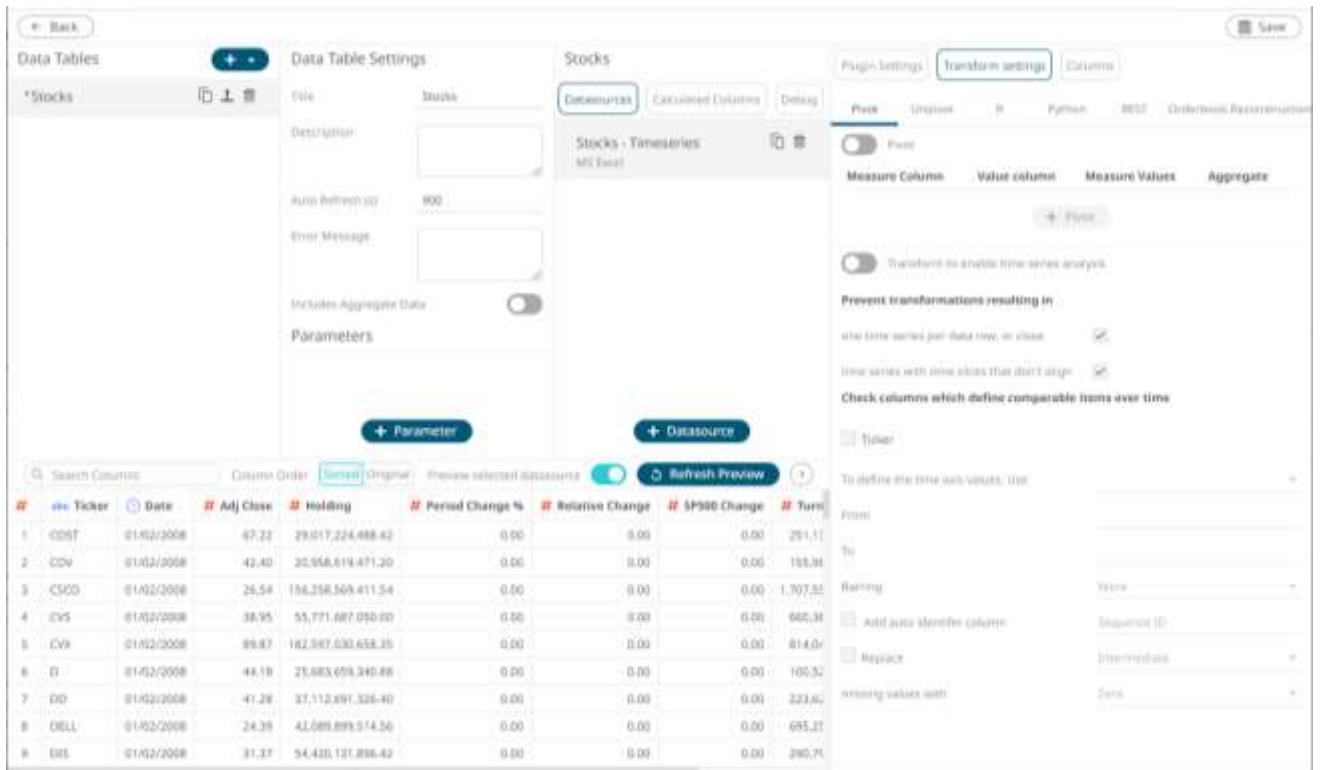 ← Back
Save
Data Tables
+
*Stocks
Data Table Settings
Title Stocks
Description
Auto Refresh (s) 900
Error Message
Includes Aggregate Data
Parameters
+ Parameter
Stocks
Datasources Calculated Columns Debug
Stocks - Timeseries
MS Excel
+ Datasource
Plugin Settings Transform settings Columns
Pivot Unpivot R Python REST Orderbook Reconstruction
Pivot
Measure Column Value column Measure Values Aggregate
+ Pivot
Transform to enable time series analysis
Prevent transformations resulting in
one time series per data row, or close
time series with time slices that don't align
Check columns which define comparable items over time
Ticker
To define the time axis values, Use
From
To
Barring None
Add auto identifer column Sequence ID
Replace Intermediate
missing values with Zero
Search Columns Column Order Sorted Original Preview selected datasource Refresh Preview
# abc Ticker Date # Adj Close # Holding # Period Change % # Relative Change # SP500 Change # Turn
1 COST 01/02/2008 67.22 29,017,224,488.42 0.00 0.00 0.00
2 COV 01/02/2008 42.40 20,958,619,471.20 0.00 0.00 0.00
3 CSCO 01/02/2008 26.54 156,258,569,411.54 0.00 0.00 0.00
4 CVS 01/02/2008 38.95 55,771,687,050.00 0.00 0.00 0.00
5 CVX 01/02/2008 89.87 182,597,030,658.35 0.00 0.00 0.00
6 D 01/02/2008 44.18 25,683,659,340.88 0.00 0.00 0.00
7 DD 01/02/2008 41.28 37,112,691,326.40 0.00 0.00 0.00
8 DELL 01/02/2008 24.39 42,089,899,514.56 0.00 0.00 0.00
9 DIS 01/02/2008 31.37 0.00 0.00 0.00